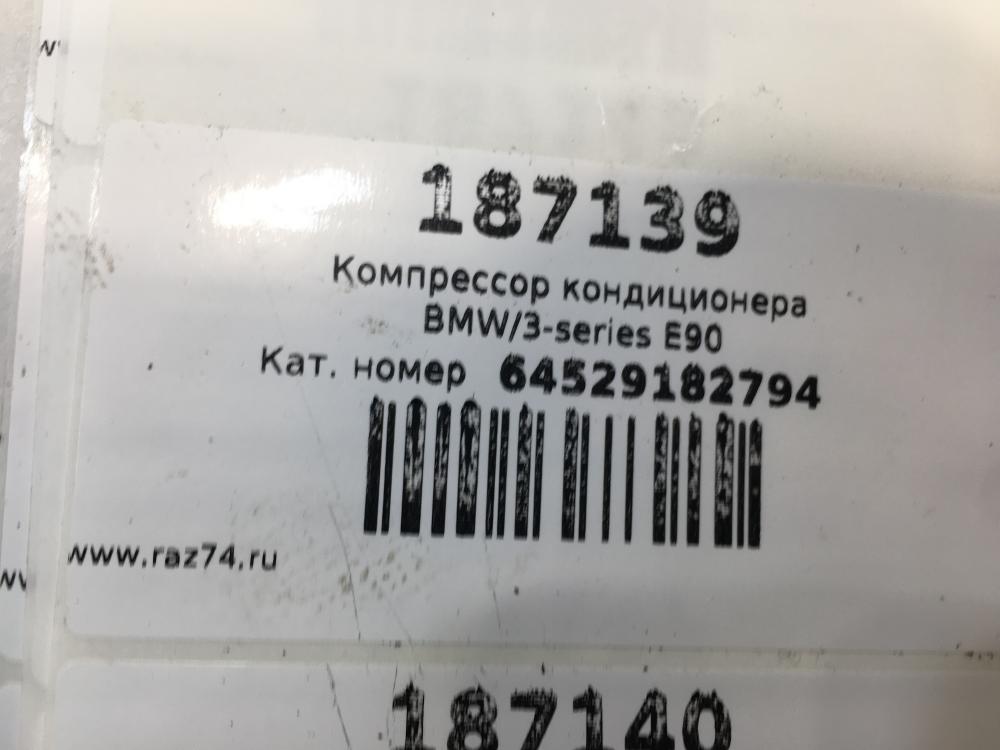 187139
Компрессор кондиционера
BMW/3-series E90
Кат. номер 64529182794
www.raz74.ru
187140